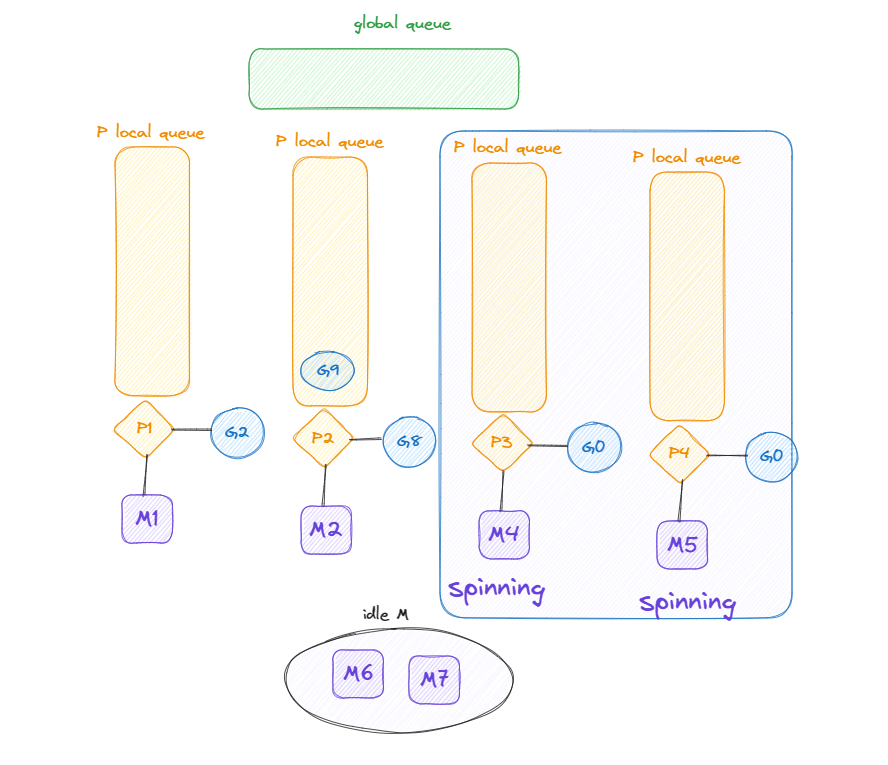 global queue
P local queue
P local queue
P local queue
P local queue
G9
P1
G2
P2
G8
P3
G0
P4
G0
M1
M2
M4
M5
Spinning
Spinning
idle M
M6
M7